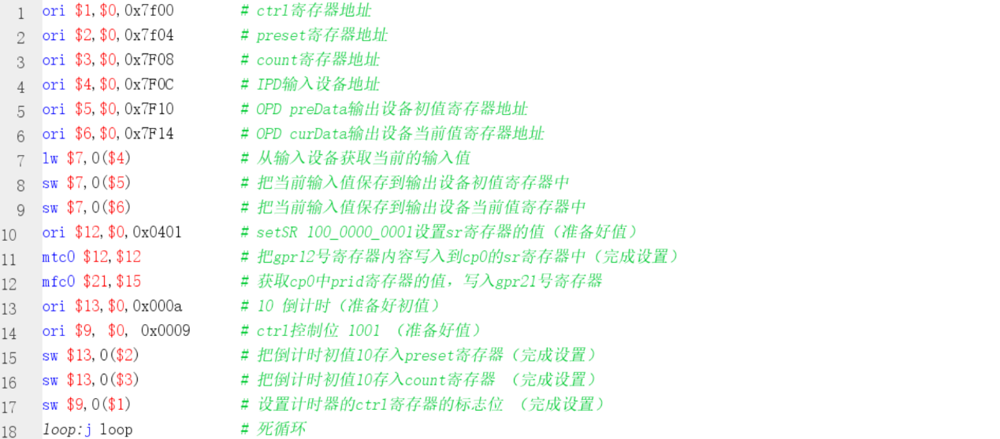 1 ori $1,$0,0x7f00 # ctrl寄存器地址
2 ori $2,$0,0x7f04 # preset寄存器地址
3 ori $3,$0,0x7F08 # count寄存器地址
4 ori $4,$0,0x7F0C # IPD输入设备地址
5 ori $5,$0,0x7F10 # OPD preData输出设备初值寄存器地址
6 ori $6,$0,0x7F14 # OPD curData输出设备当前值寄存器地址
7 lw $7,0($4) # 从输入设备获取当前的输入值
8 sw $7,0($5) # 把当前输入值保存到输出设备初值寄存器中
9 sw $7,0($6) # 把当前输入值保存到输出设备当前值寄存器中
10 ori $12,$0,0x0401 # setSR 100_0000_0001设置sr寄存器的值（准备好值）
11 mtc0 $12,$12 # 把gpr12号寄存器内容写入到cp0的sr寄存器中（完成设置）
12 mfc0 $21,$15 # 获取cp0中prid寄存器的值，写入gpr21号寄存器
13 ori $13,$0,0x000a # 10 倒计时（准备好初值）
14 ori $9, $0, 0x0009 # ctrl控制位 1001 （准备好值）
15 sw $13,0($2) # 把倒计时初值10存入preset寄存器（完成设置）
16 sw $13,0($3) # 把倒计时初值10存入count寄存器 （完成设置）
17 sw $9,0($1) # 设置计时器的ctrl寄存器的标志位 （完成设置）
18 loop:j loop # 死循环